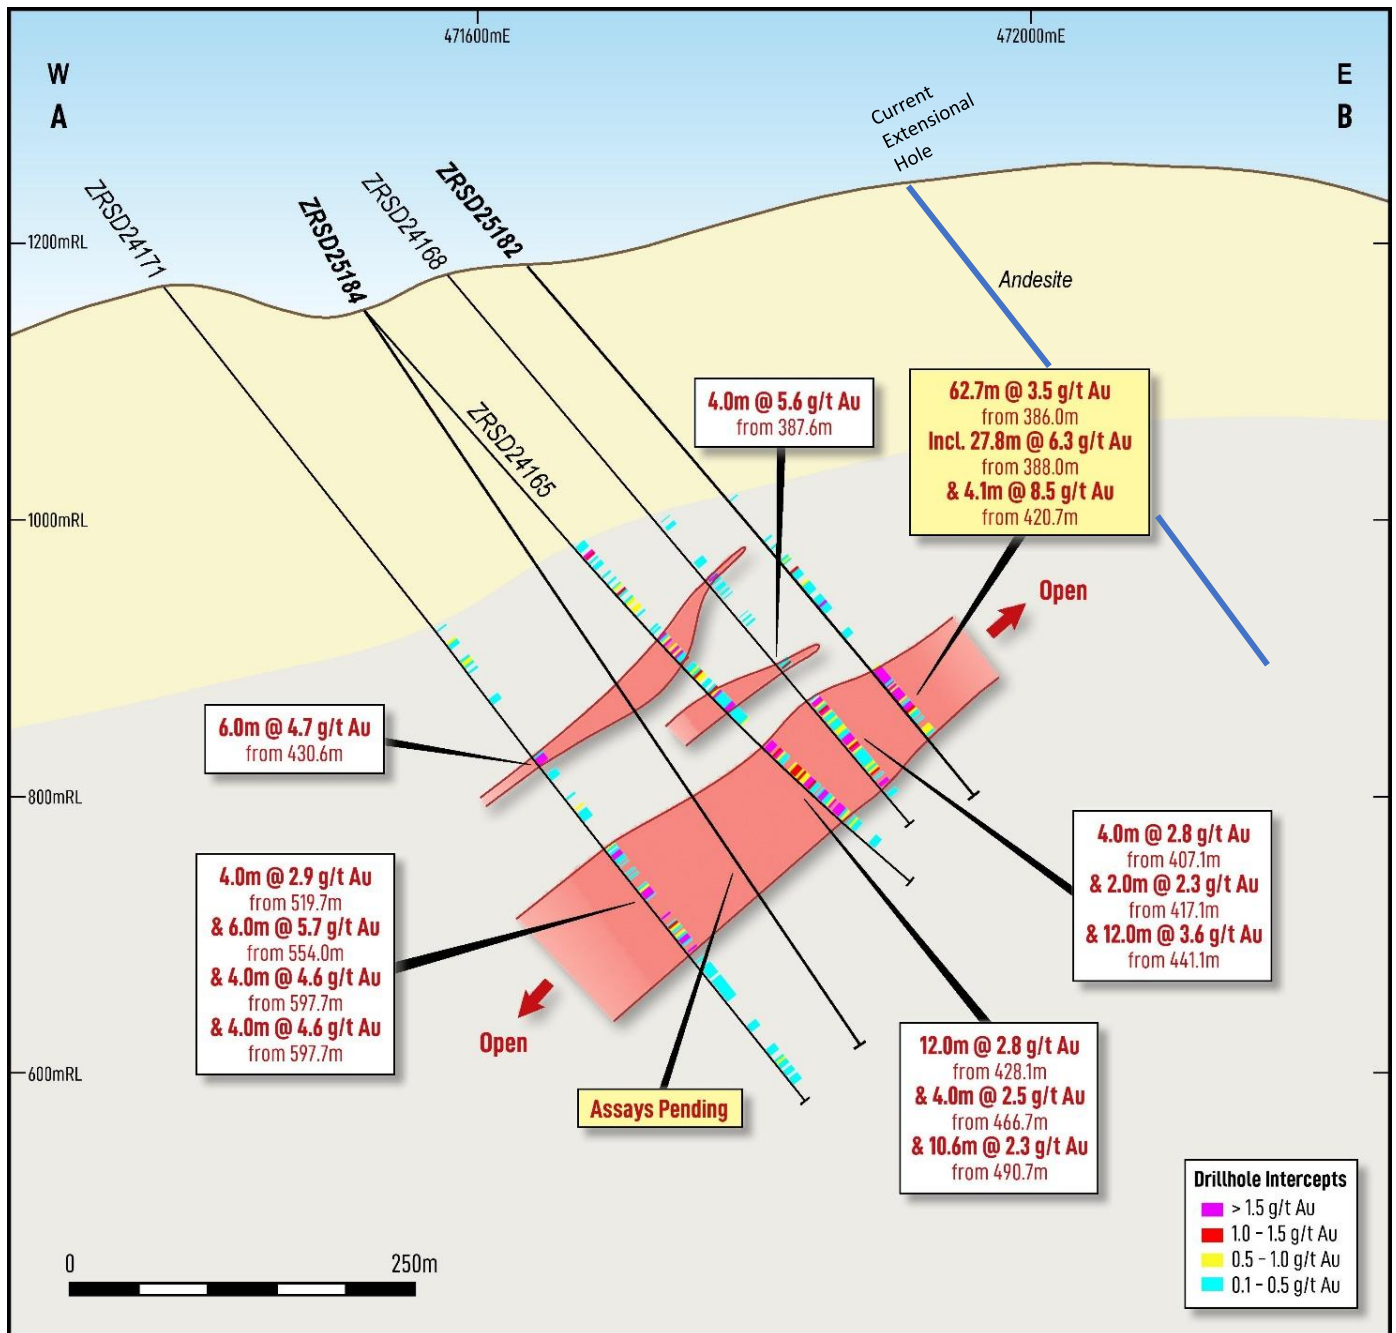 471600mE
472000mE
W
A
E
B
Current
Extensional
Hole
ZRSD24171
ZRSD25184
ZRSD24168
ZRSD25182
1200mRL
Andesite
ZRSD24165
4.0m @ 5.6 g/t Au
from 387.6m
62.7m @ 3.5 g/t Au
from 386.0m
Incl. 27.8m @ 6.3 g/t Au
from 388.0m
& 4.1m @ 8.5 g/t Au
from 420.7m
1000mRL
Open
6.0m @ 4.7 g/t Au
from 430.6m
800mRL
4.0m @ 2.9 g/t Au
from 519.7m
& 6.0m @ 5.7 g/t Au
from 554.0m
& 4.0m @ 4.6 g/t Au
from 597.7m
& 4.0m @ 4.6 g/t Au
from 597.7m
4.0m @ 2.8 g/t Au
from 407.1m
& 2.0m @ 2.3 g/t Au
from 417.1m
& 12.0m @ 3.6 g/t Au
from 441.1m
Open
600mRL
Assays Pending
12.0m @ 2.8 g/t Au
from 428.1m
& 4.0m @ 2.5 g/t Au
from 466.7m
& 10.6m @ 2.3 g/t Au
from 490.7m
0 250m
Drillhole Intercepts
> 1.5 g/t Au
1.0 - 1.5 g/t Au
0.5 - 1.0 g/t Au
0.1 - 0.5 g/t Au